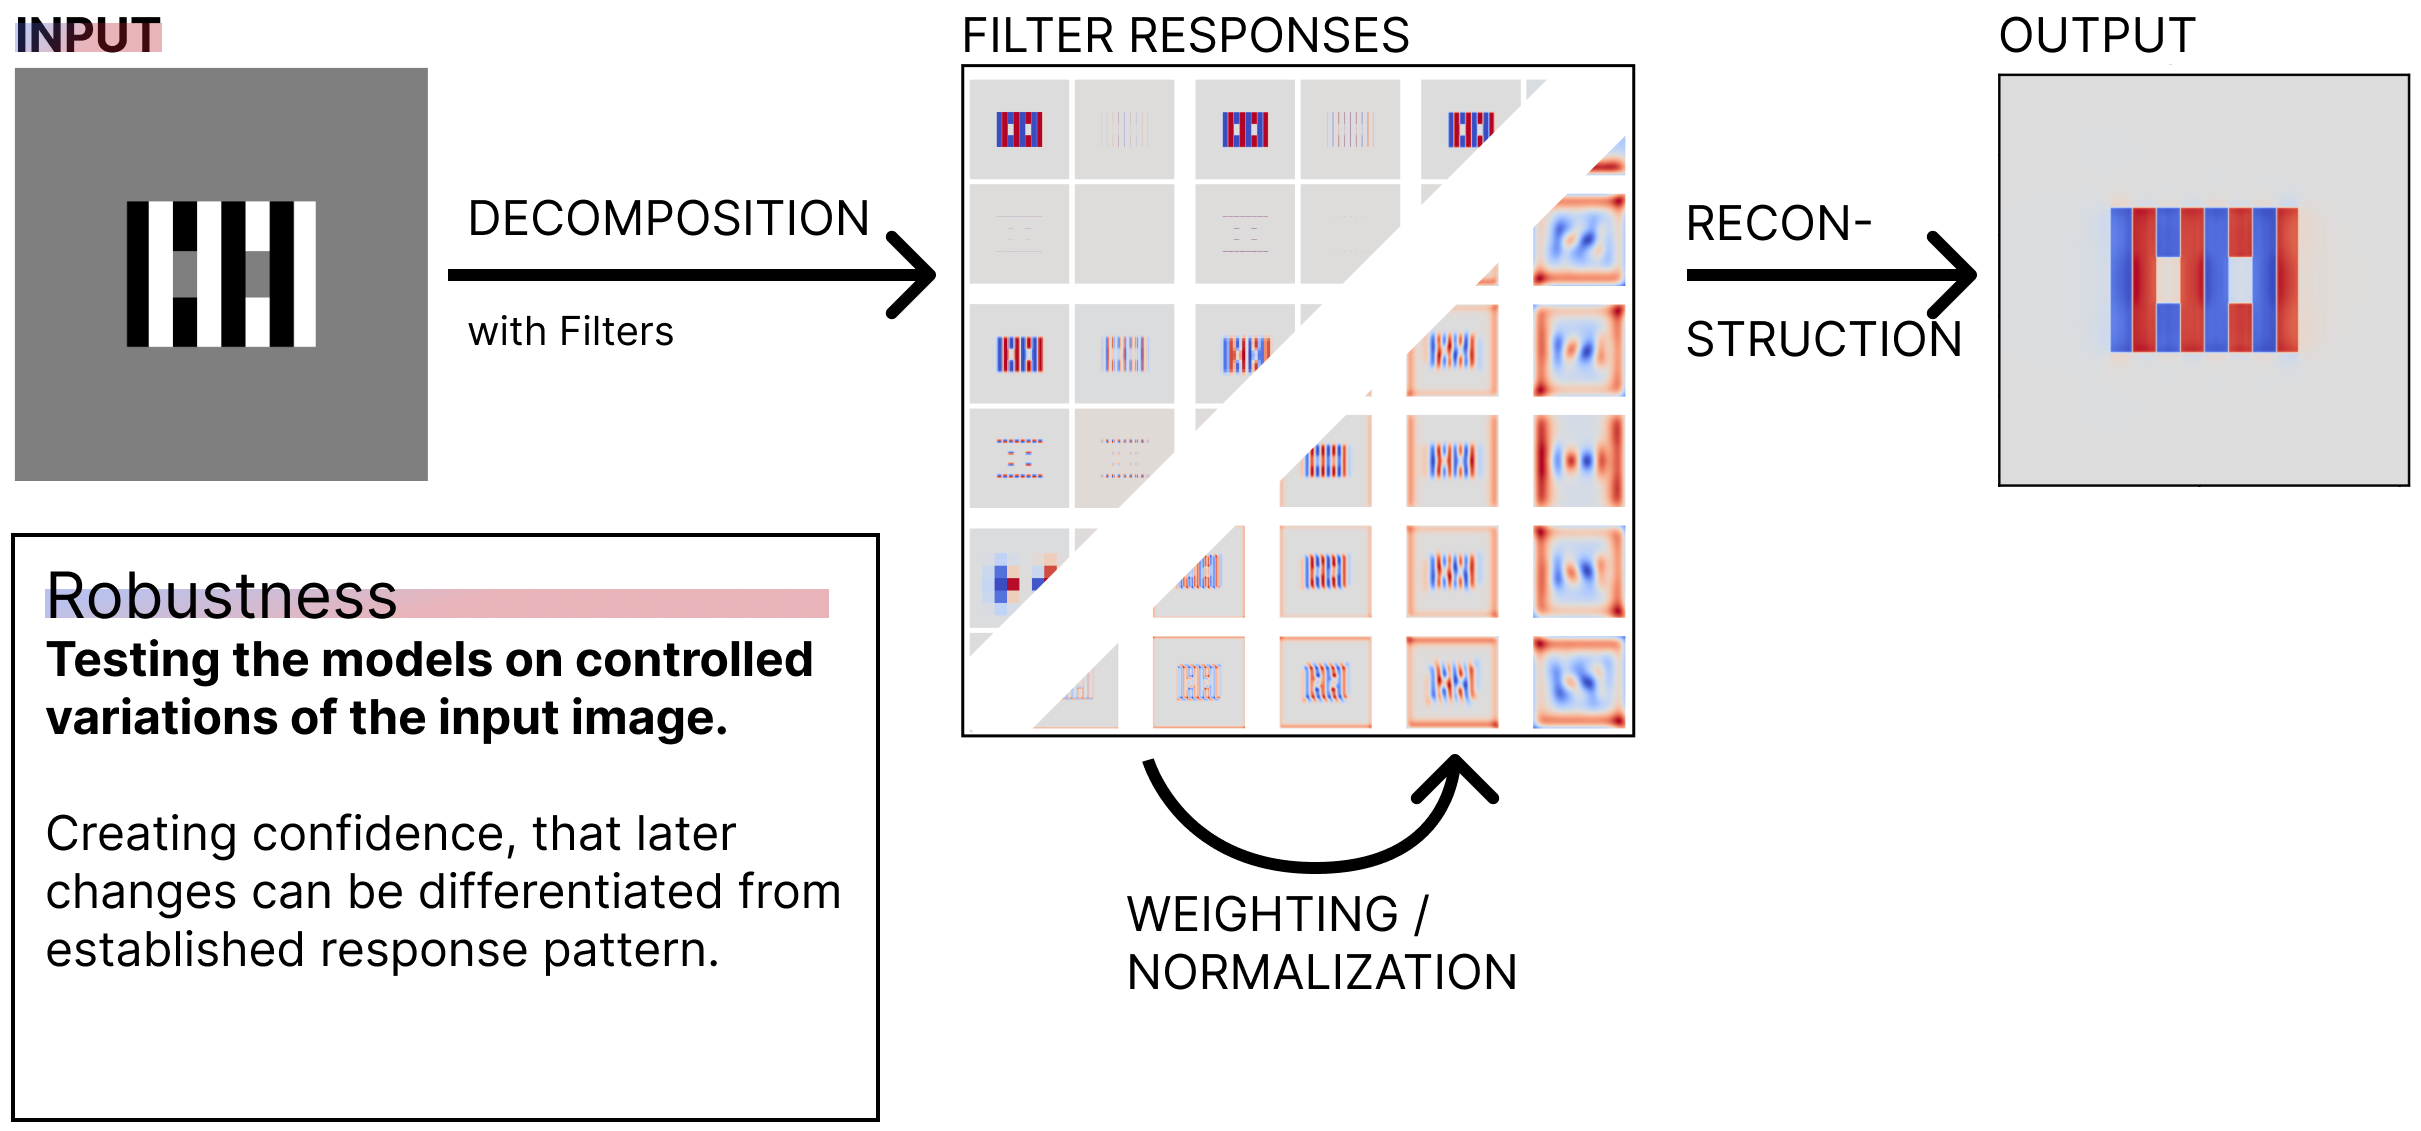 INPUT
FILTER RESPONSES
OUTPUT
DECOMPOSITION
with Filters
RECON-
STRUCTION
Robustness
Testing the models on controlled
variations of the input image.
Creating confidence, that later
changes can be differentiated from
established response pattern.
WEIGHTING /
NORMALIZATION